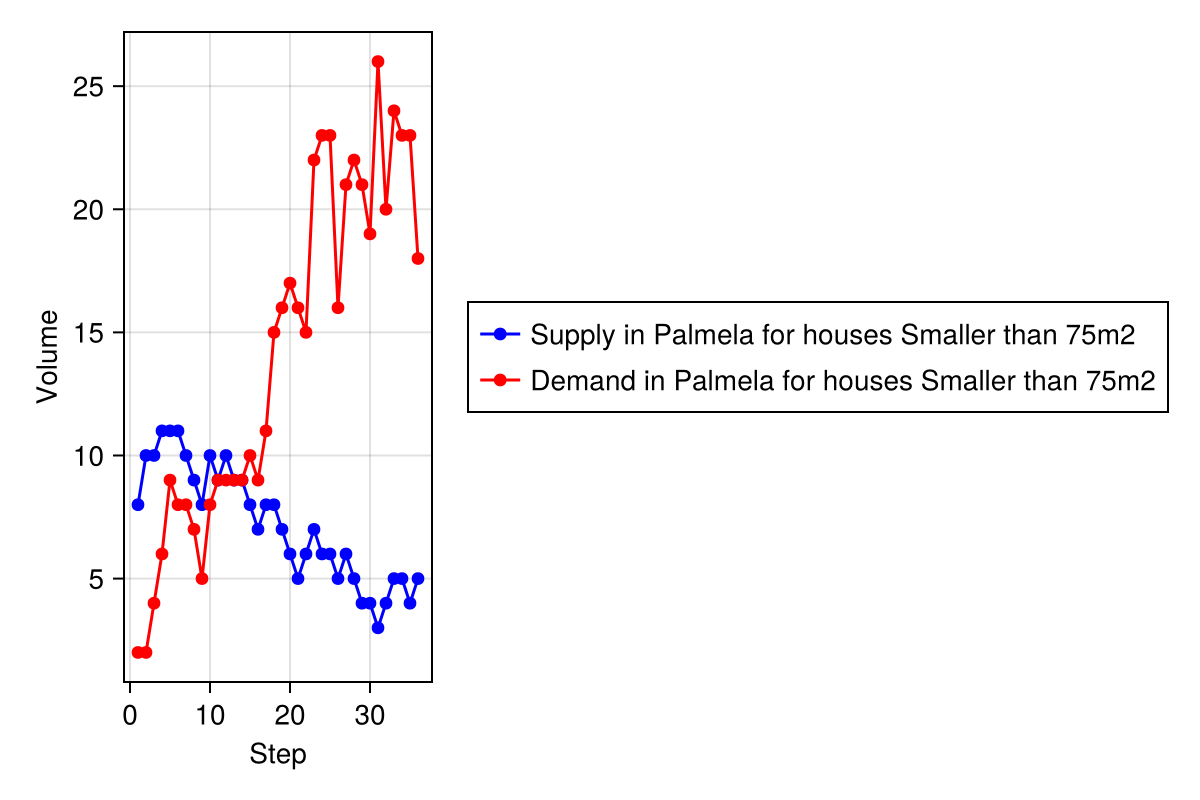 25
20
15
10
5
Volume
0 10 20 30
Step
Supply in Palmela for houses Smaller than 75m2
Demand in Palmela for houses Smaller than 75m2